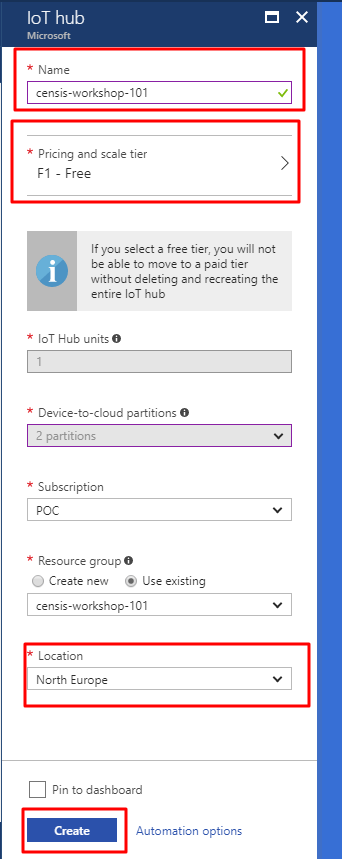 IoT hub
Microsoft
* Name
censis-workshop-101
* Pricing and scale tier
F1 - Free
If you select a free tier, you will not
be able to move to a paid tier
without deleting and recreating the
entire IoT hub
* IoT Hub units
1
* Device-to-cloud partitions
2 partitions
* Subscription
POC
* Resource group
Create new Use existing
censis-workshop-101
* Location
North Europe
Pin to dashboard
Create Automation options